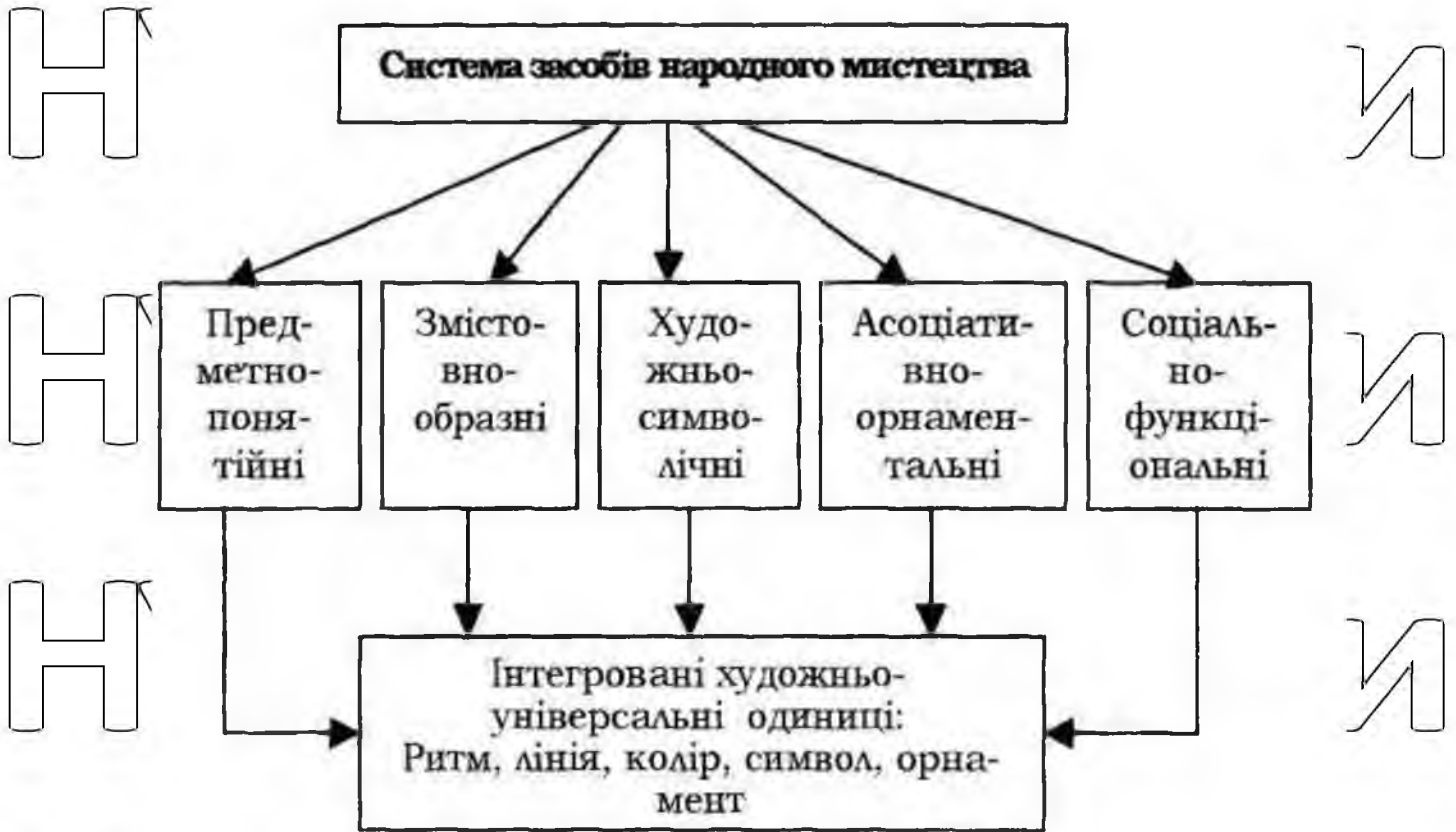 Система засобів народного мистецтва
Пред-
метно-
поня-
тійні
Змісто-
вно-
образні
Худо-
жньо-
симво-
лічні
Асоціати-
вно-
орнамен-
тальні
Соціаль-
но-
функці-
ональні
Інтегровані художньо-
універсальні одиниці:
Ритм, лінія, колір, символ, орна-
мент